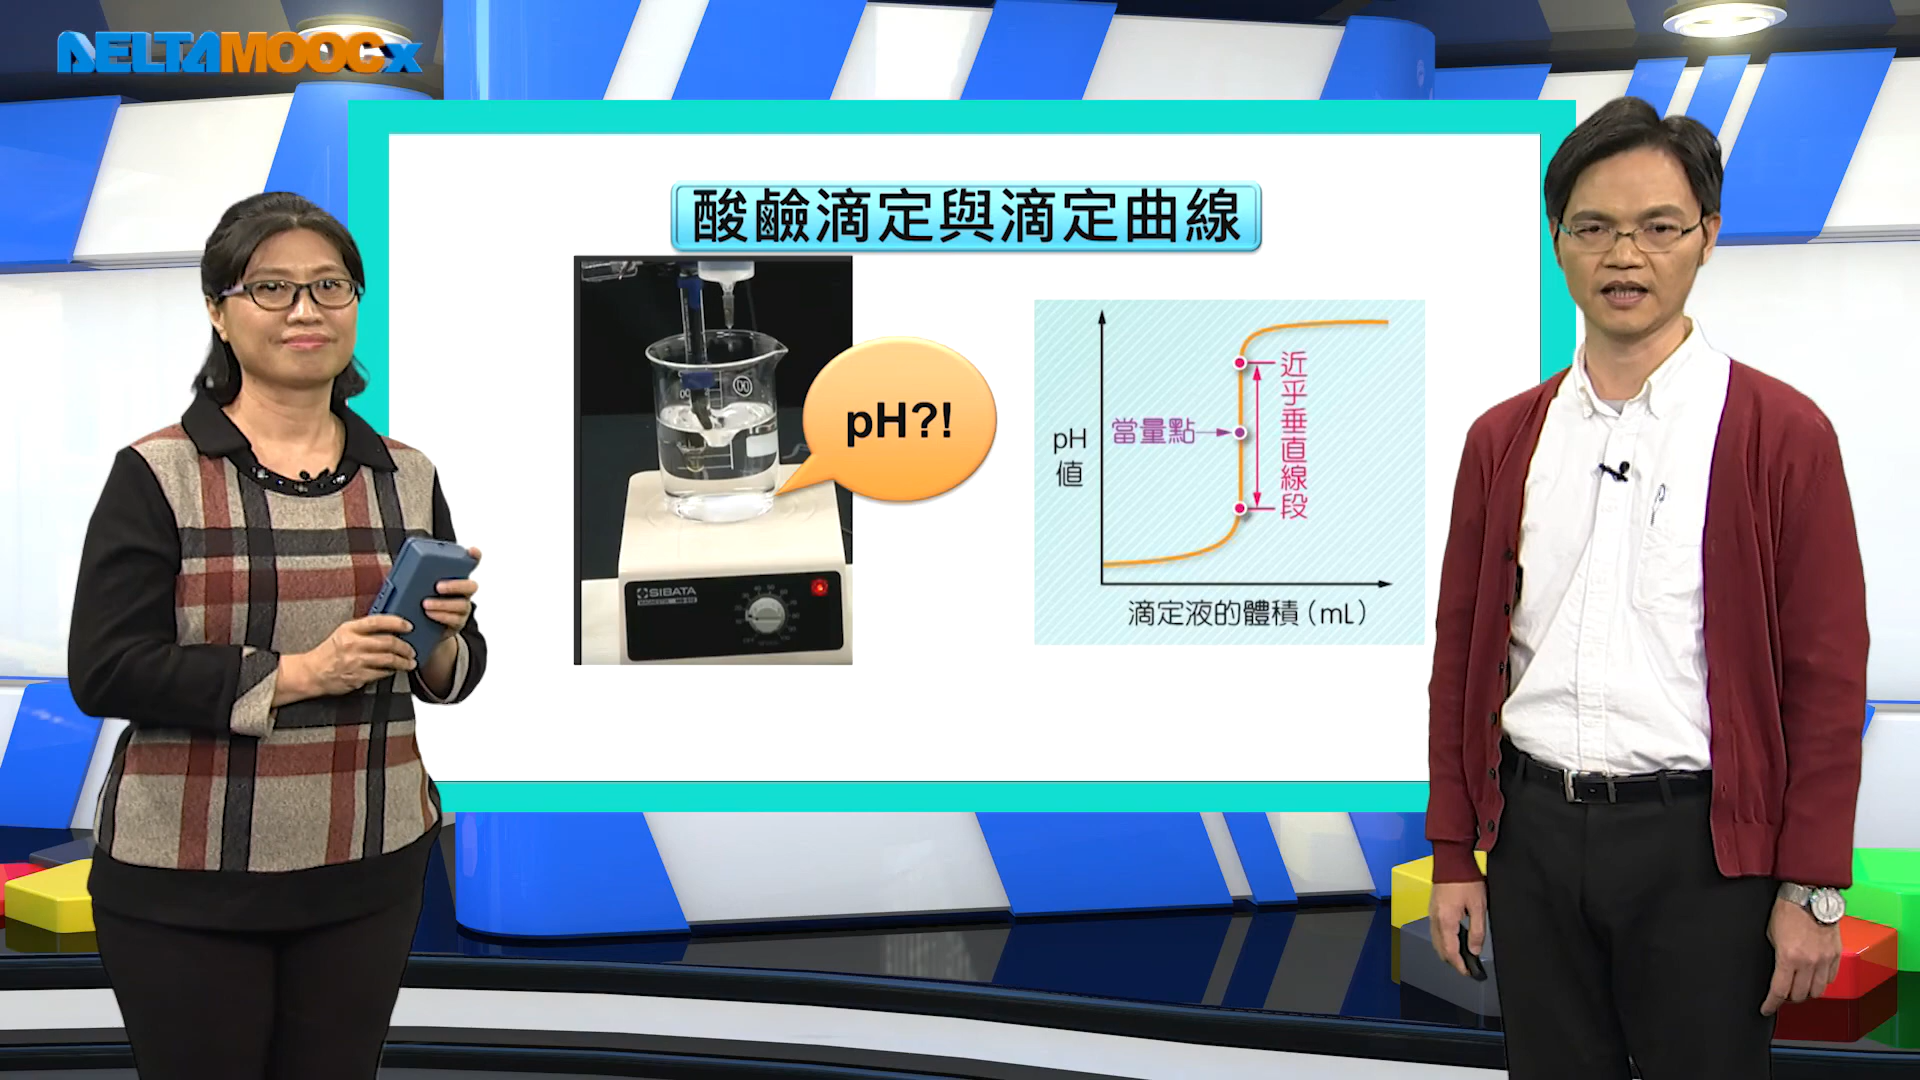 DELTAMOOCx
酸鹼滴定與滴定曲線
pH?!
SIBATA
pH
值
當量點
近乎垂直線段
滴定液的體積(mL)